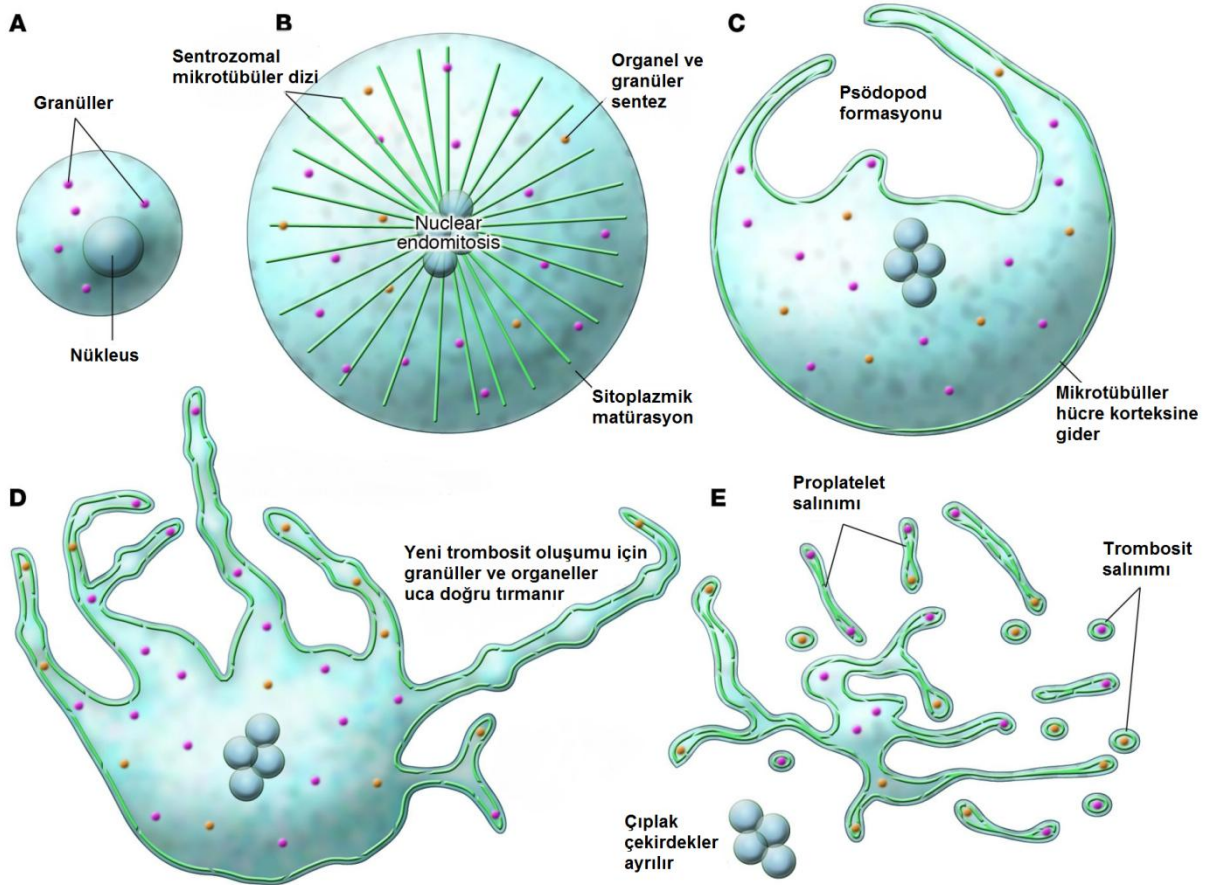 A
Granüller
Nükleus
B
Sentrozomal
mikrotübüler dizi
Organel ve
granüler
sentez
Nuclear
endomitosis
Sitoplazmik
matürasyon
C
Psödopod
formasyonu
Mikrotübüller
hücre korteksine
gider
D
Yeni trombosit oluşumu için
granüller ve organeller
uca doğru tırmanır
E
Proplatelet
salınımı
Trombosit
salınımı
Çıplak
çekirdekler
ayrılır